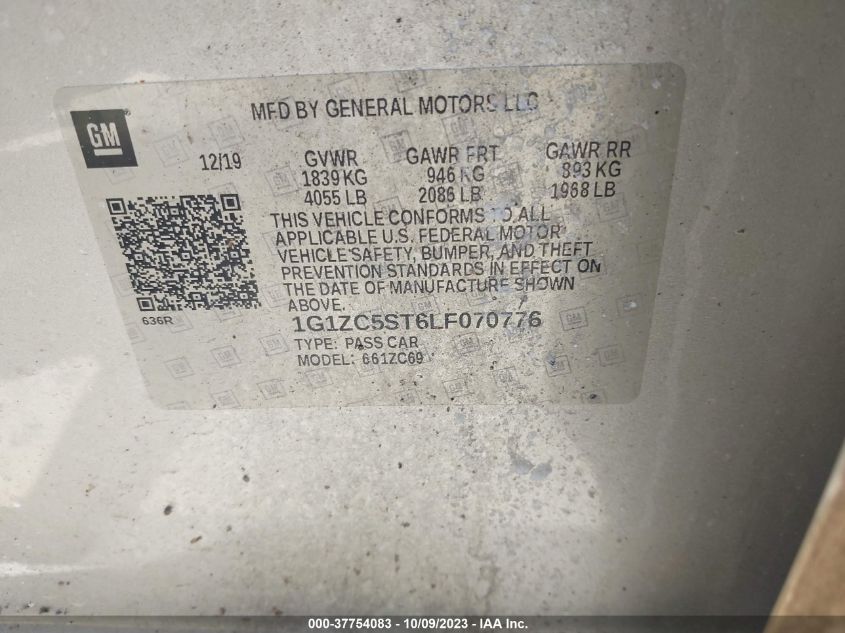 MFD BY GENERAL MOTORS LLC
GM
12/19 GVWR GAWR FRT GAWR RR
1839 KG 946 KG 893 KG
4055 LB 2086 LB 1968 LB
THIS VEHICLE CONFORMS TO ALL
APPLICABLE U.S. FEDERAL MOTOR
VEHICLE SAFETY, BUMPER, AND THEFT
PREVENTION STANDARDS IN EFFECT ON
THE DATE OF MANUFACTURE SHOWN
ABOVE.
636R
1G1ZC5ST6LF070776
TYPE: PASS CAR
MODEL: 661ZC69
000-37754083 - 10/09/2023 - IAA Inc.